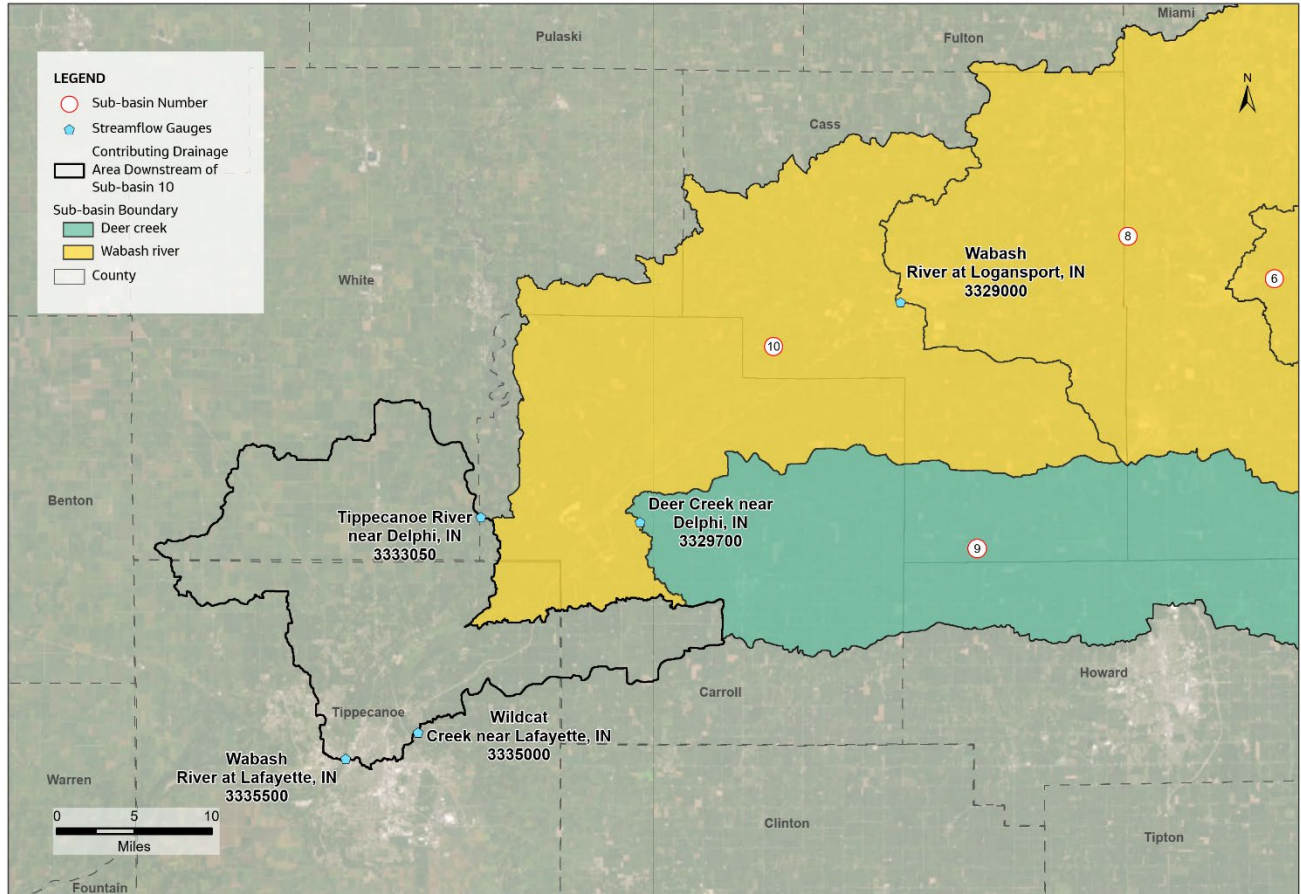 Miami
Pulaski
Fulton
LEGEND
Sub-basin Number
Streamflow Gauges
Contributing Drainage
Area Downstream of
Sub-basin 10
Sub-basin Boundary
Deer creek
Wabash river
County
N
Cass
8
Wabash
River at Logansport, IN
3329000
6
White
10
Benton
Tippecanoe River
near Delphi, IN
3333050
Deer Creek near
Delphi, IN
3329700
9
Howard
Carroll
Tippecanoe
Wildcat
Creek near Lafayette, IN
3335000
Wabash
River at Lafayette, IN
3335500
Warren
0 5 10
Miles
Clinton
Tipton
Fountain